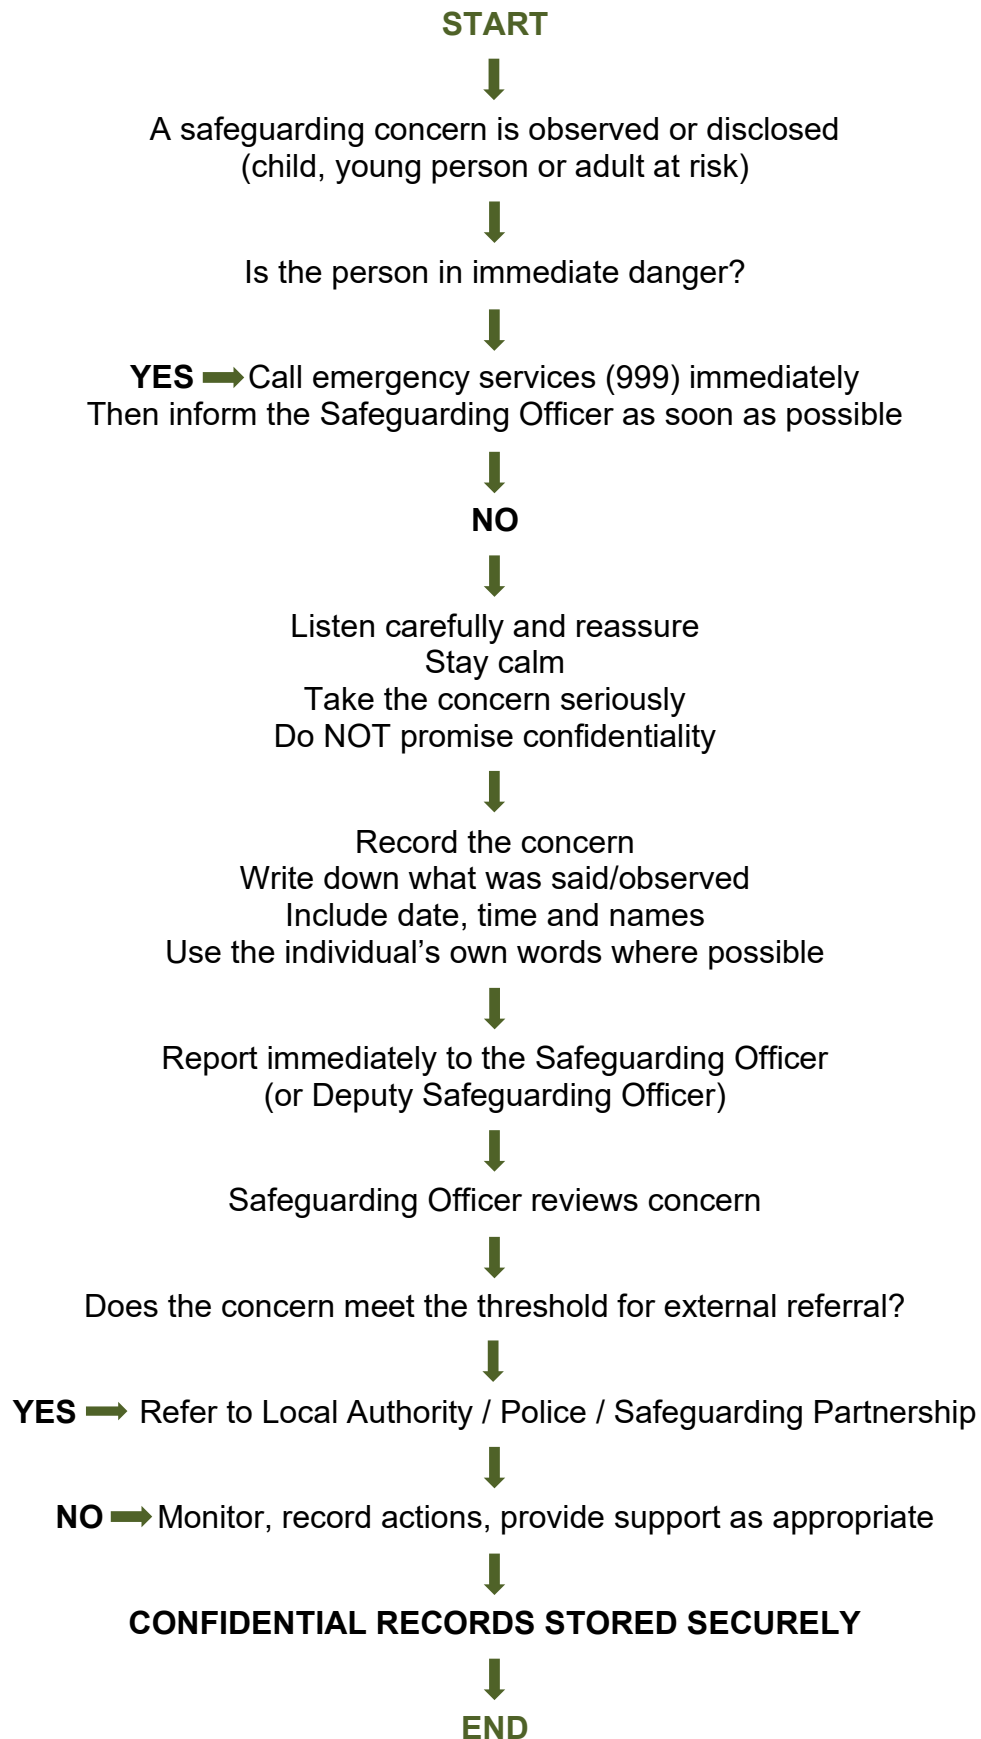 START
A safeguarding concern is observed or disclosed
(child, young person or adult at risk)
Is the person in immediate danger?
YES Call emergency services (999) immediately
Then inform the Safeguarding Officer as soon as possible
NO
Listen carefully and reassure
Stay calm
Take the concern seriously
Do NOT promise confidentiality
Record the concern
Write down what was said/observed
Include date, time and names
Use the individual’s own words where possible
Report immediately to the Safeguarding Officer
(or Deputy Safeguarding Officer)
Safeguarding Officer reviews concern
Does the concern meet the threshold for external referral?
YES Refer to Local Authority / Police / Safeguarding Partnership
NO Monitor, record actions, provide support as appropriate
CONFIDENTIAL RECORDS STORED SECURELY
END